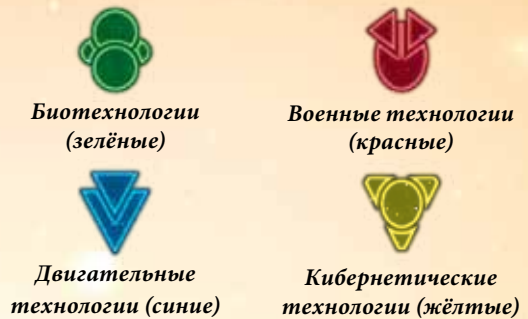 Биотехнологии
(зелёные)
Военные технологии
(красные)
Двигательные
технологии (синие)
Кибернетические
технологии (жёлтые)